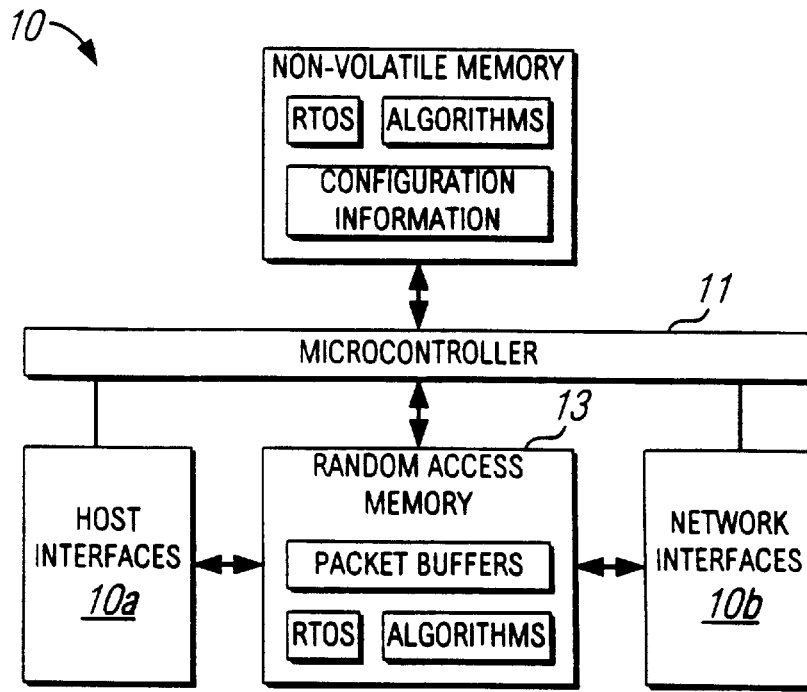 10
NON-VOLATILE MEMORY
RTOS
ALGORITHMS
CONFIGURATION
INFORMATION
11
MICROCONTROLLER
13
HOST
INTERFACES
10a
RANDOM ACCESS
MEMORY
PACKET BUFFERS
RTOS
ALGORITHMS
NETWORK
INTERFACES
10b